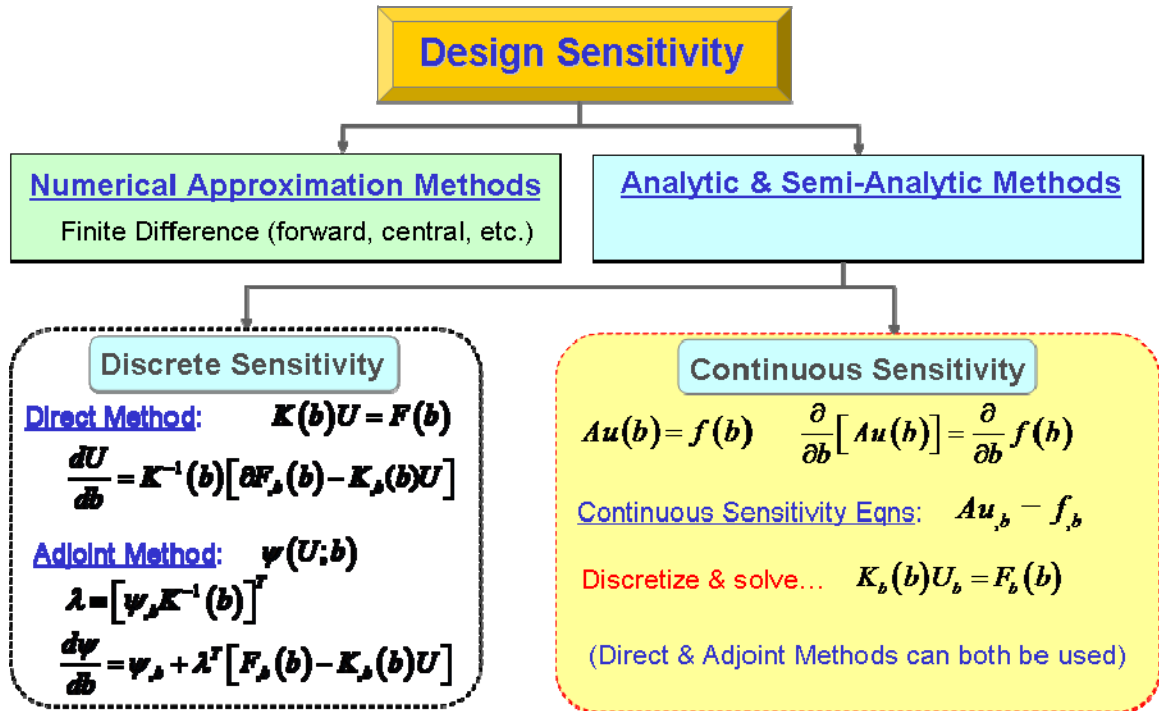 Design Sensitivity
Numerical Approximation Methods
Finite Difference (forward, central, etc.)
Analytic & Semi-Analytic Methods
Discrete Sensitivity
Direct Method: K(b)U = F(b)
dU/db = K⁻¹(b)[∂F,b(b) − K,b(b)U]
Adjoint Method: ψ(U;b)
λ = [ψ,b K⁻¹(b)]ᵀ
dψ/db = ψ,b + λᵀ[F,b(b) − K,b(b)U]
Continuous Sensitivity
Au(b) = f(b) ∂/∂b[Au(b)] = ∂/∂b f(b)
Continuous Sensitivity Eqns: Au,b − f,b
Discretize & solve… K_b(b)U_b = F_b(b)
(Direct & Adjoint Methods can both be used)